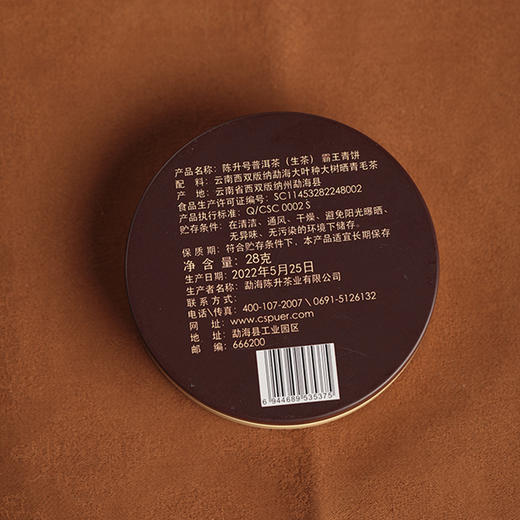 产品名称：陈升号普洱茶（生茶）霸王青饼
配 料：云南西双版纳勐海大叶种大树晒青毛茶
产 地：云南省西双版纳州勐海县
食品生产许可证编号：SC11453282248002
产品执行标准：Q/CSC 0002 S
贮存条件：在清洁、通风、干燥、避免阳光曝晒、
无异味、无污染的环境下储存。
保 质 期：符合贮存条件下，本产品适宜长期保存
净 含 量：28克
生产日期：2022年5月25日
生产者名称：勐海陈升茶业有限公司
联系方式：
电话\传真：400-107-2007 \ 0691-5126132
网 址：www.cspuer.com
地 址：勐海县工业园区
邮 编：666200
6 944689 535375